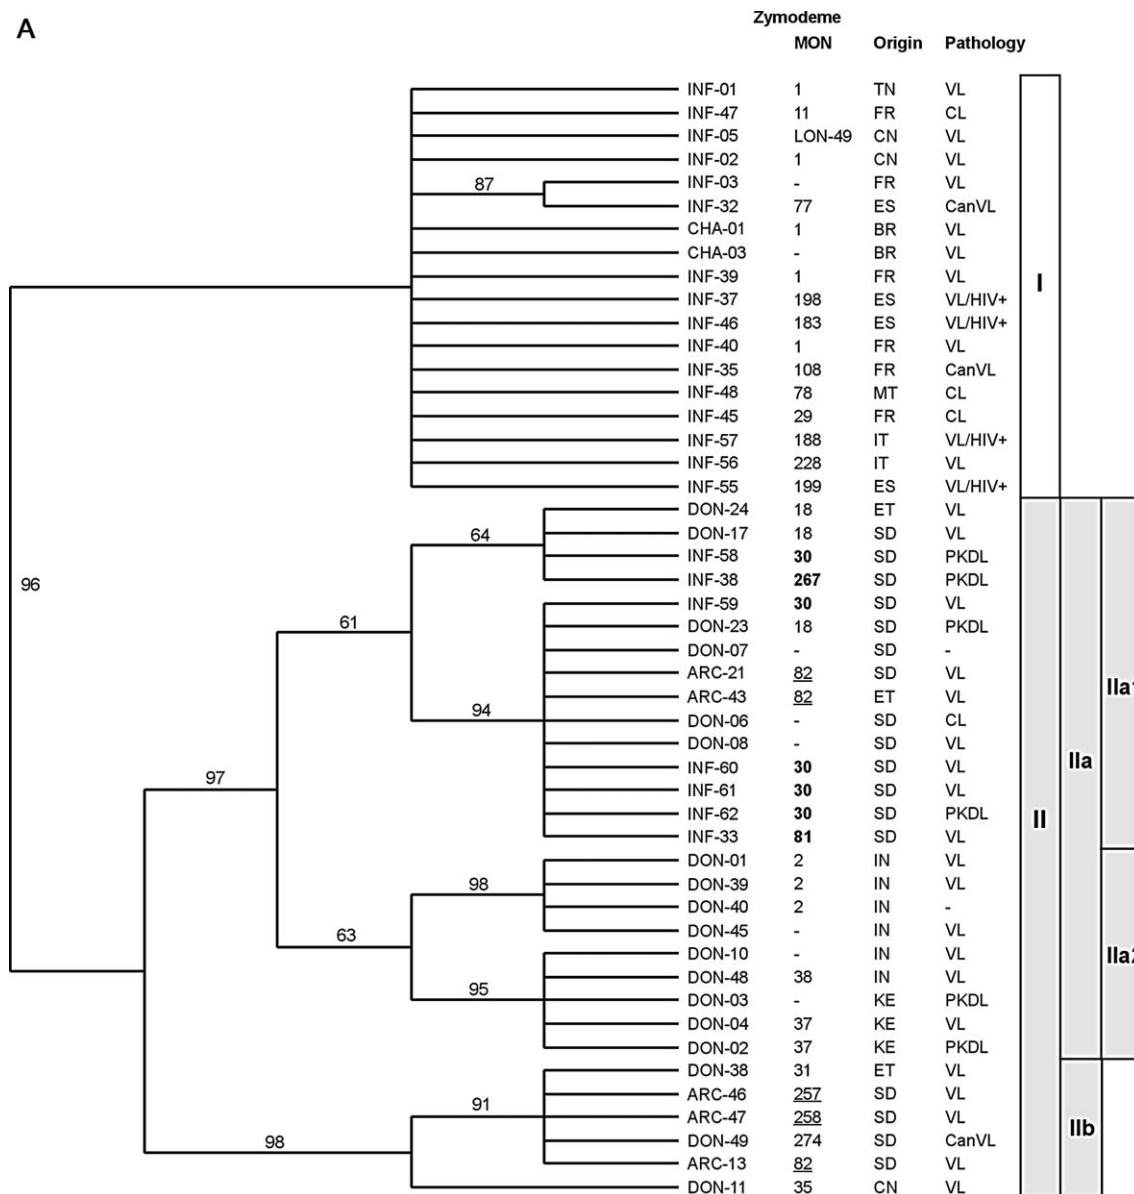 A
Zymodeme
MON Origin Pathology
INF-01 1 TN VL
INF-47 11 FR CL
INF-05 LON-49 CN VL
INF-02 1 CN VL
87
INF-03 - FR VL
INF-32 77 ES CanVL
CHA-01 1 BR VL
CHA-03 - BR VL
INF-39 1 FR VL
I
INF-37 198 ES VL/HIV+
INF-46 183 ES VL/HIV+
INF-40 1 FR VL
INF-35 108 FR CanVL
INF-48 78 MT CL
INF-45 29 FR CL
INF-57 188 IT VL/HIV+
INF-56 228 IT VL
INF-55 199 ES VL/HIV+
DON-24 18 ET VL
64
DON-17 18 SD VL
INF-58 30 SD PKDL
96
INF-38 267 SD PKDL
INF-59 30 SD VL
61
DON-23 18 SD PKDL
DON-07 - SD -
ARC-21 82 SD VL
IIa1
ARC-43 82 ET VL
94
DON-06 - SD CL
DON-08 - SD VL
IIa
INF-60 30 SD VL
97
INF-61 30 SD VL
INF-62 30 SD PKDL
II
INF-33 81 SD VL
DON-01 2 IN VL
98
DON-39 2 IN VL
DON-40 2 IN -
63
DON-45 - IN VL
DON-10 - IN VL
IIa2
DON-48 38 IN VL
95
DON-03 - KE PKDL
DON-04 37 KE VL
DON-02 37 KE PKDL
DON-38 31 ET VL
ARC-46 257 SD VL
91
ARC-47 258 SD VL
IIb
98
DON-49 274 SD CanVL
ARC-13 82 SD VL
DON-11 35 CN VL